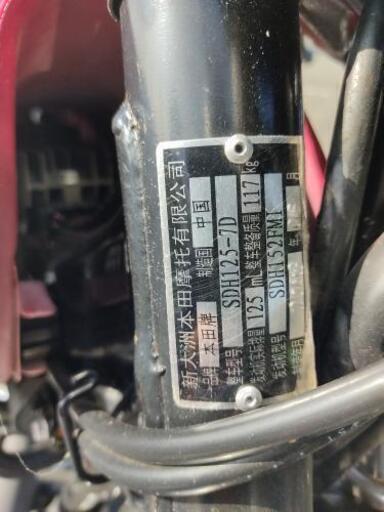 新大洲本田摩托有限公司
品牌 本田牌 制造国 中国
整车型号 SDH125-7D
发动机实际排量 125 mL 整车整备质量 117 kg
发动机型号 SDH152FMI
年 月